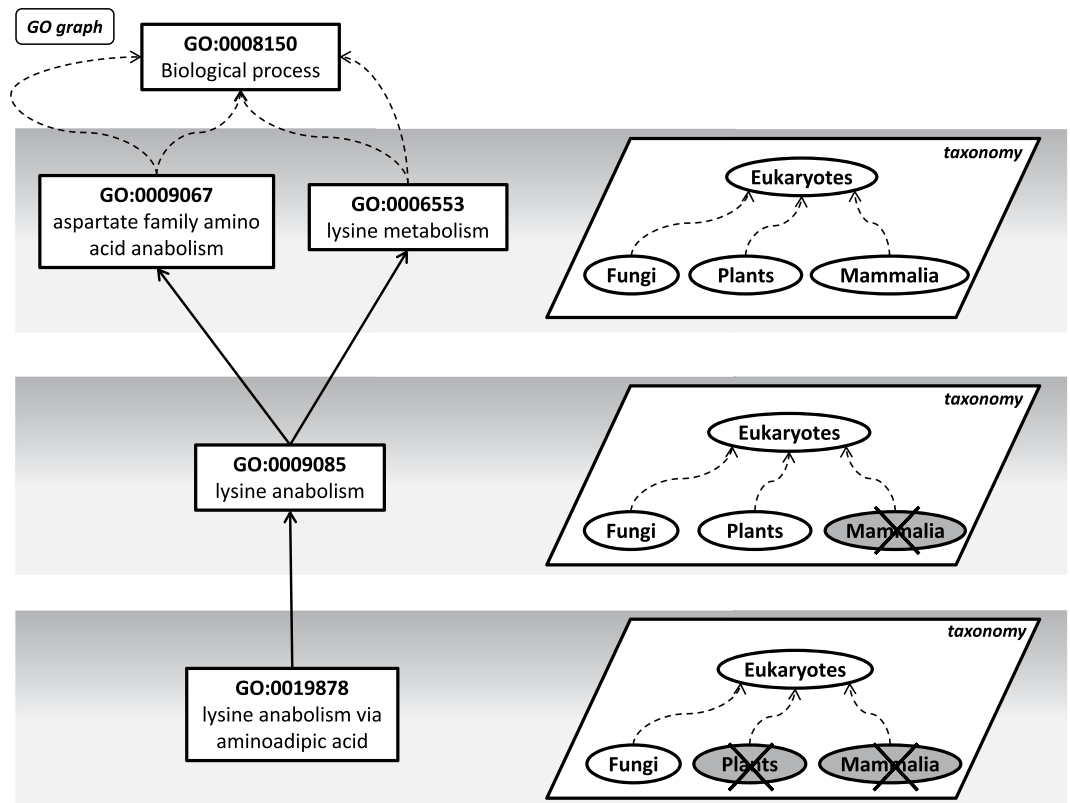 GO graph
GO:0008150
Biological process
GO:0009067
aspartate family amino
acid anabolism
GO:0006553
lysine metabolism
taxonomy
Eukaryotes
Fungi
Plants
Mammalia
GO:0009085
lysine anabolism
taxonomy
Eukaryotes
Fungi
Plants
Mammalia
GO:0019878
lysine anabolism via
aminoadipic acid
taxonomy
Eukaryotes
Fungi
Plants
Mammalia